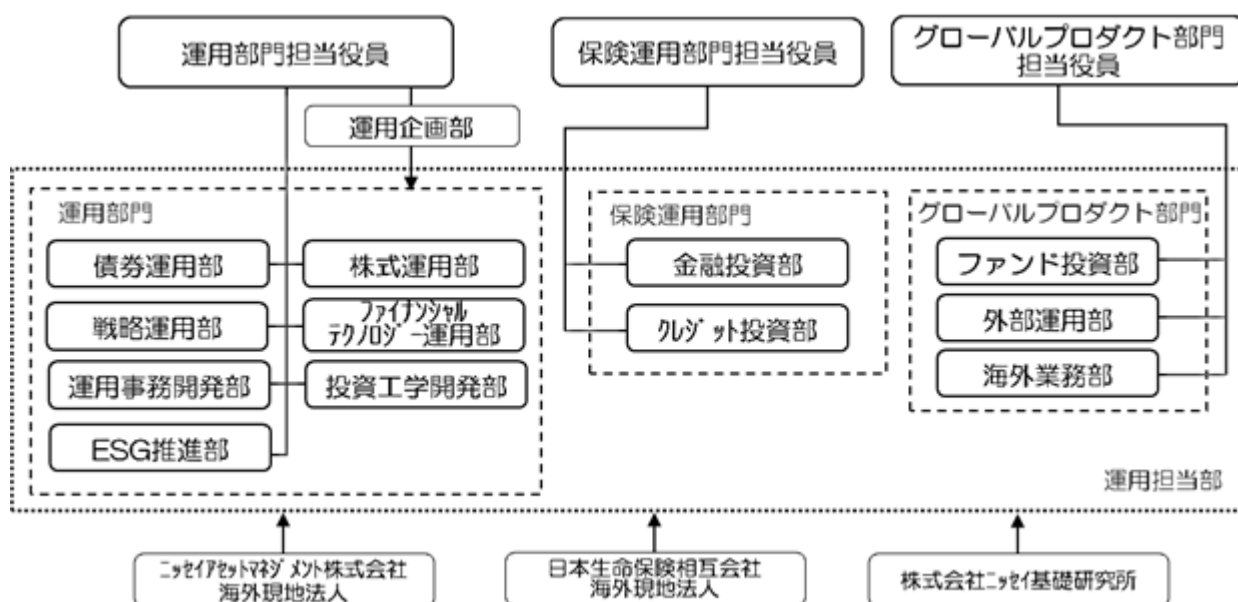 運用部門担当役員
保険運用部門担当役員
グローバルプロダクト部門
担当役員
運用企画部
運用部門
債券運用部
株式運用部
戦略運用部
ファイナンシャル
テクノロジー運用部
運用事務開発部
投資工学開発部
ESG推進部
保険運用部門
金融投資部
クレジット投資部
グローバルプロダクト部門
ファンド投資部
外部運用部
海外業務部
運用担当部
ニッセイアセットマネジメント株式会社
海外現地法人
日本生命保険相互会社
海外現地法人
株式会社ニッセイ基礎研究所